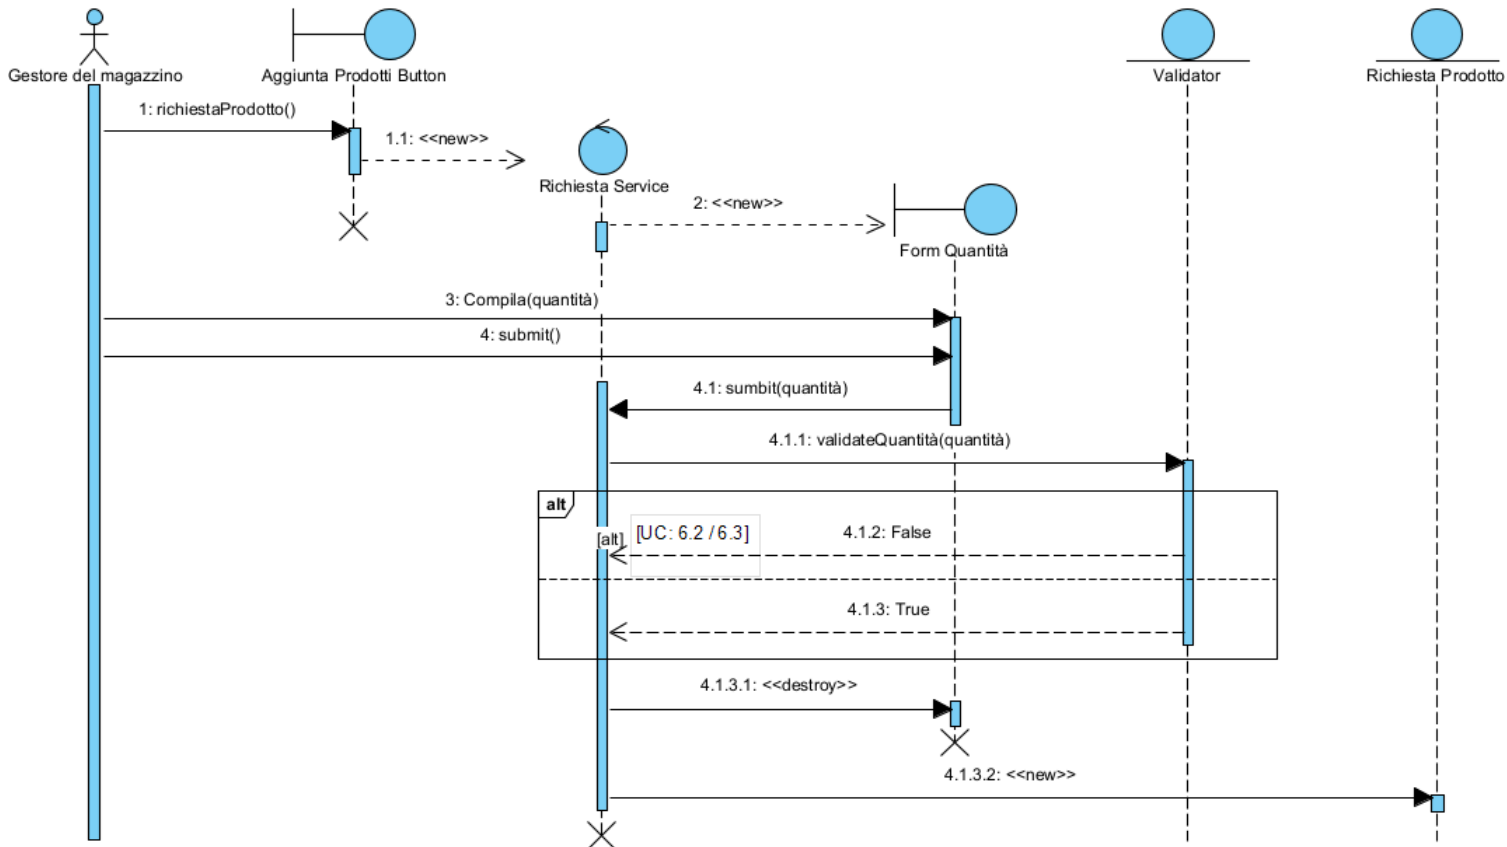 Gestore del magazzino
Aggiunta Prodotti Button
Validator
Richiesta Prodotto
1: richiestaProdotto()
1.1: <<new>>
Richiesta Service
2: <<new>>
Form Quantità
3: Compila(quantità)
4: submit()
4.1: sumbit(quantità)
4.1.1: validateQuantità(quantità)
alt
[alt]
[UC: 6.2 / 6.3]
4.1.2: False
4.1.3: True
4.1.3.1: <<destroy>>
4.1.3.2: <<new>>